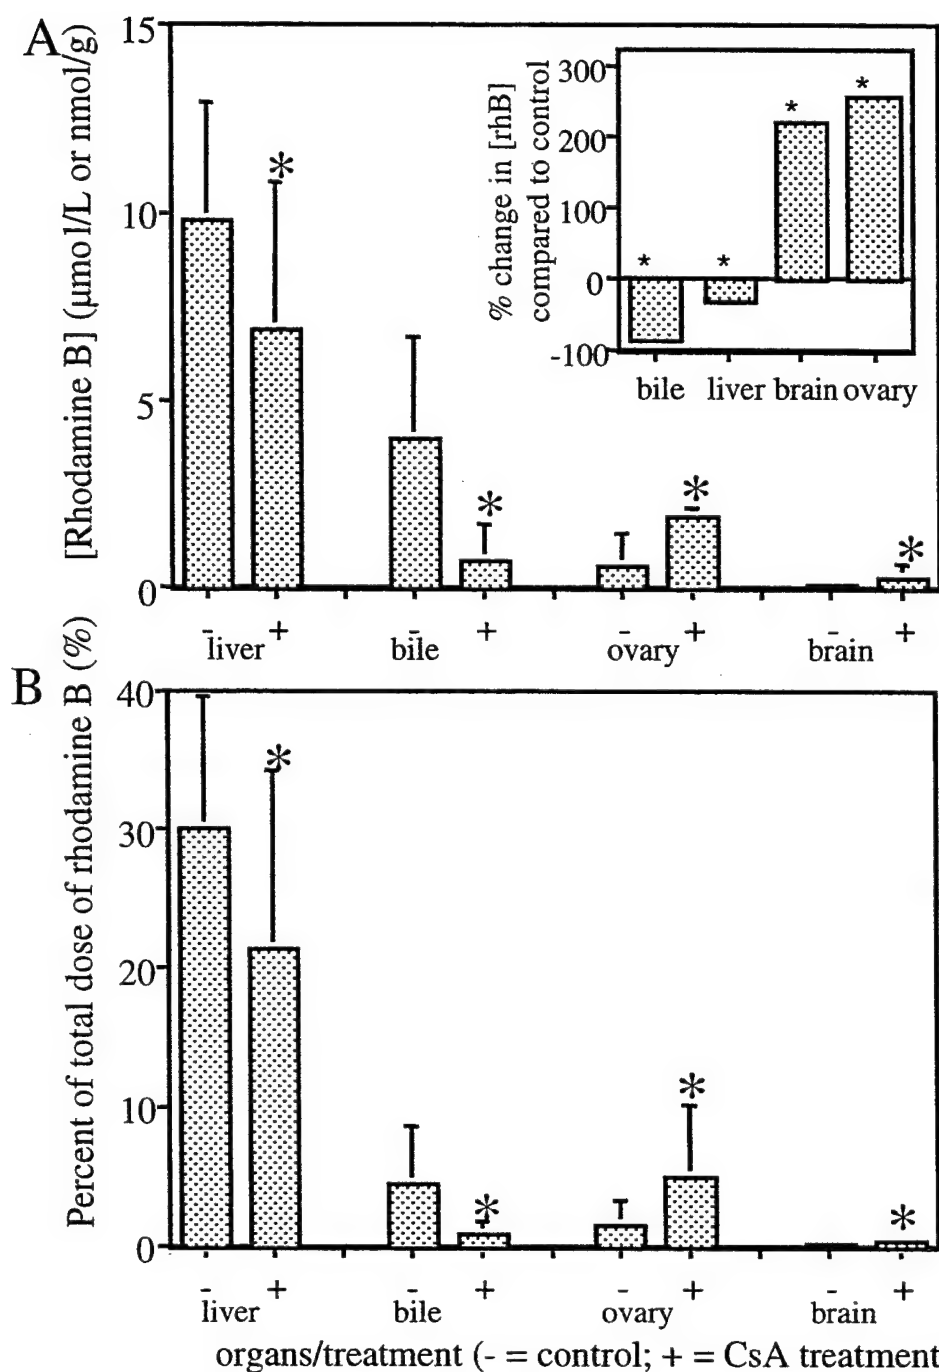 A
[Rhodamine B] (µmol/L or nmol/g)
15
10
5
0
% change in [rhB]
compared to control
300
200
100
0
-100
* * * *
bile liver brain ovary
* * * *
- + - + - + - +
liver bile ovary brain
B
Percent of total dose of rhodamine B (%)
40
30
20
10
0
* * * *
- + - + - + - +
liver bile ovary brain
organs/treatment (- = control; + = CsA treatment